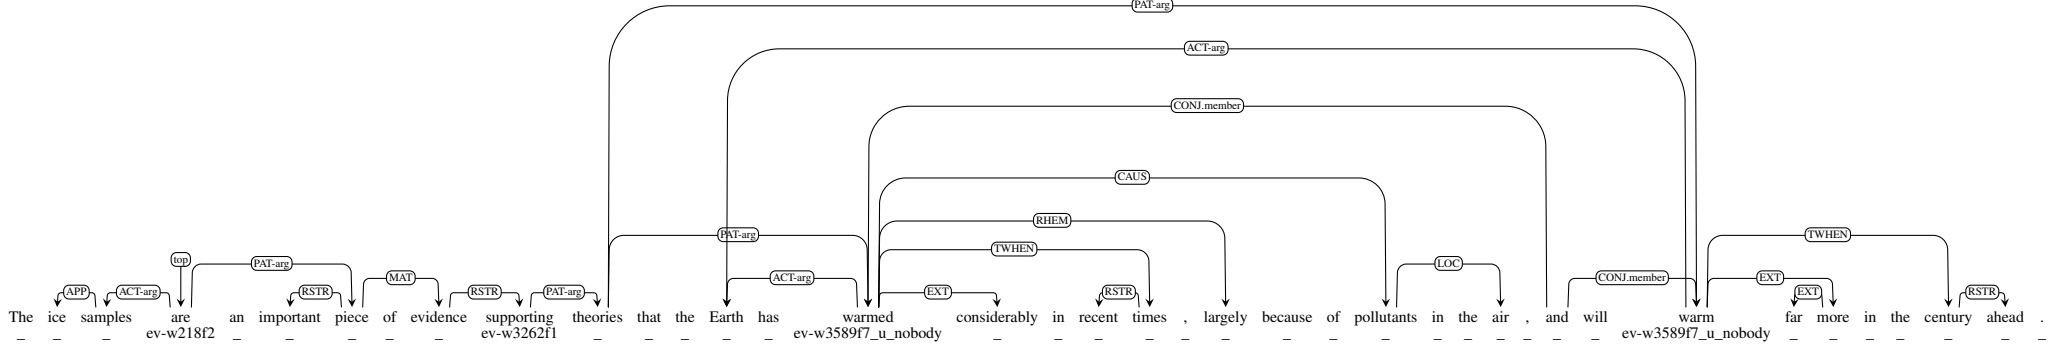 PAT-arg
ACT-arg
CONJ.member
CAUS
RHEM
PAT-arg TWHEN
TWHEN
top PAT-arg LOC
MAT ACT-arg CONJ.member EXT
APP ACT-arg RSTR RSTR PAT-arg EXT RSTR EXT RSTR
The ice samples are an important piece of evidence supporting theories that the Earth has warmed considerably in recent times , largely because of pollutants in the air , and will warm far more in the century ahead .
_ _ _ ev-w218f2 _ _ _ _ _ ev-w3262f1 _ _ _ _ _ ev-w3589f7_u_nobody _ _ _ _ _ _ _ _ _ _ _ _ _ _ _ ev-w3589f7_u_nobody _ _ _ _ _ _ _